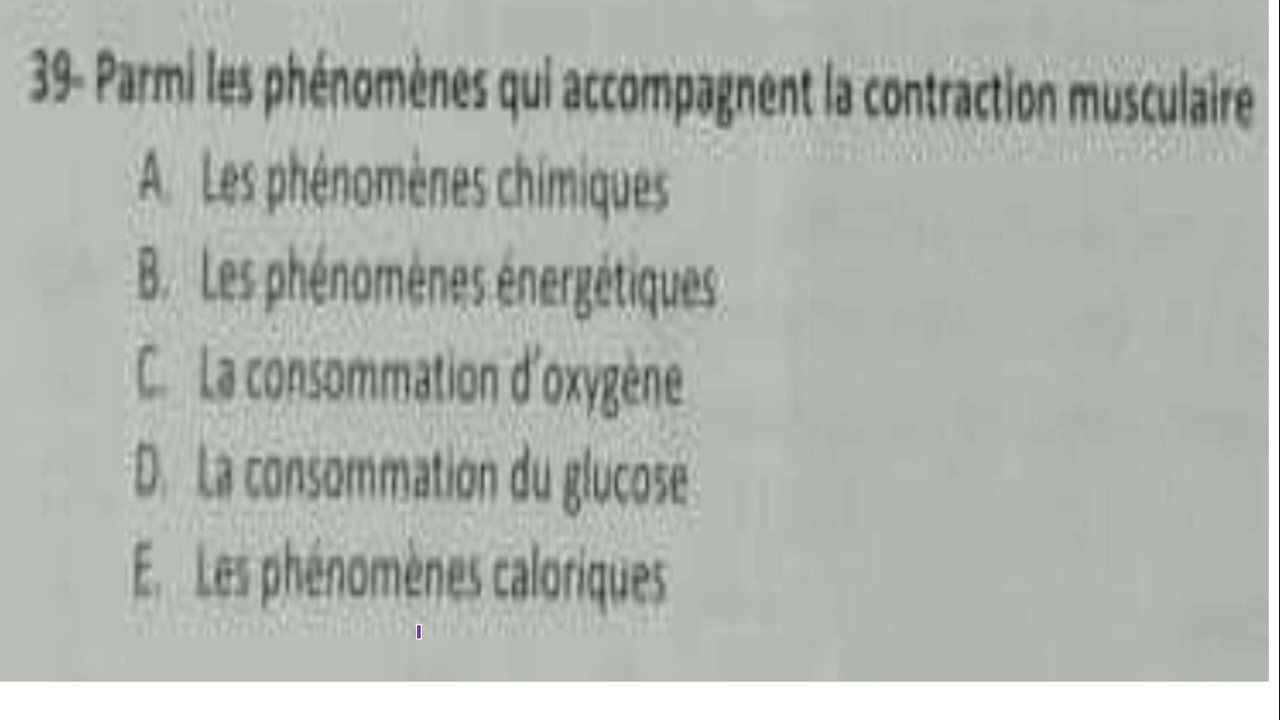 39- Parmi les phénomènes qui accompagnent la contraction musculaire
A. Les phénomènes chimiques
B. Les phénomènes énergétiques
C. La consommation d'oxygène
D. La consommation du glucose
E. Les phénomènes caloriques